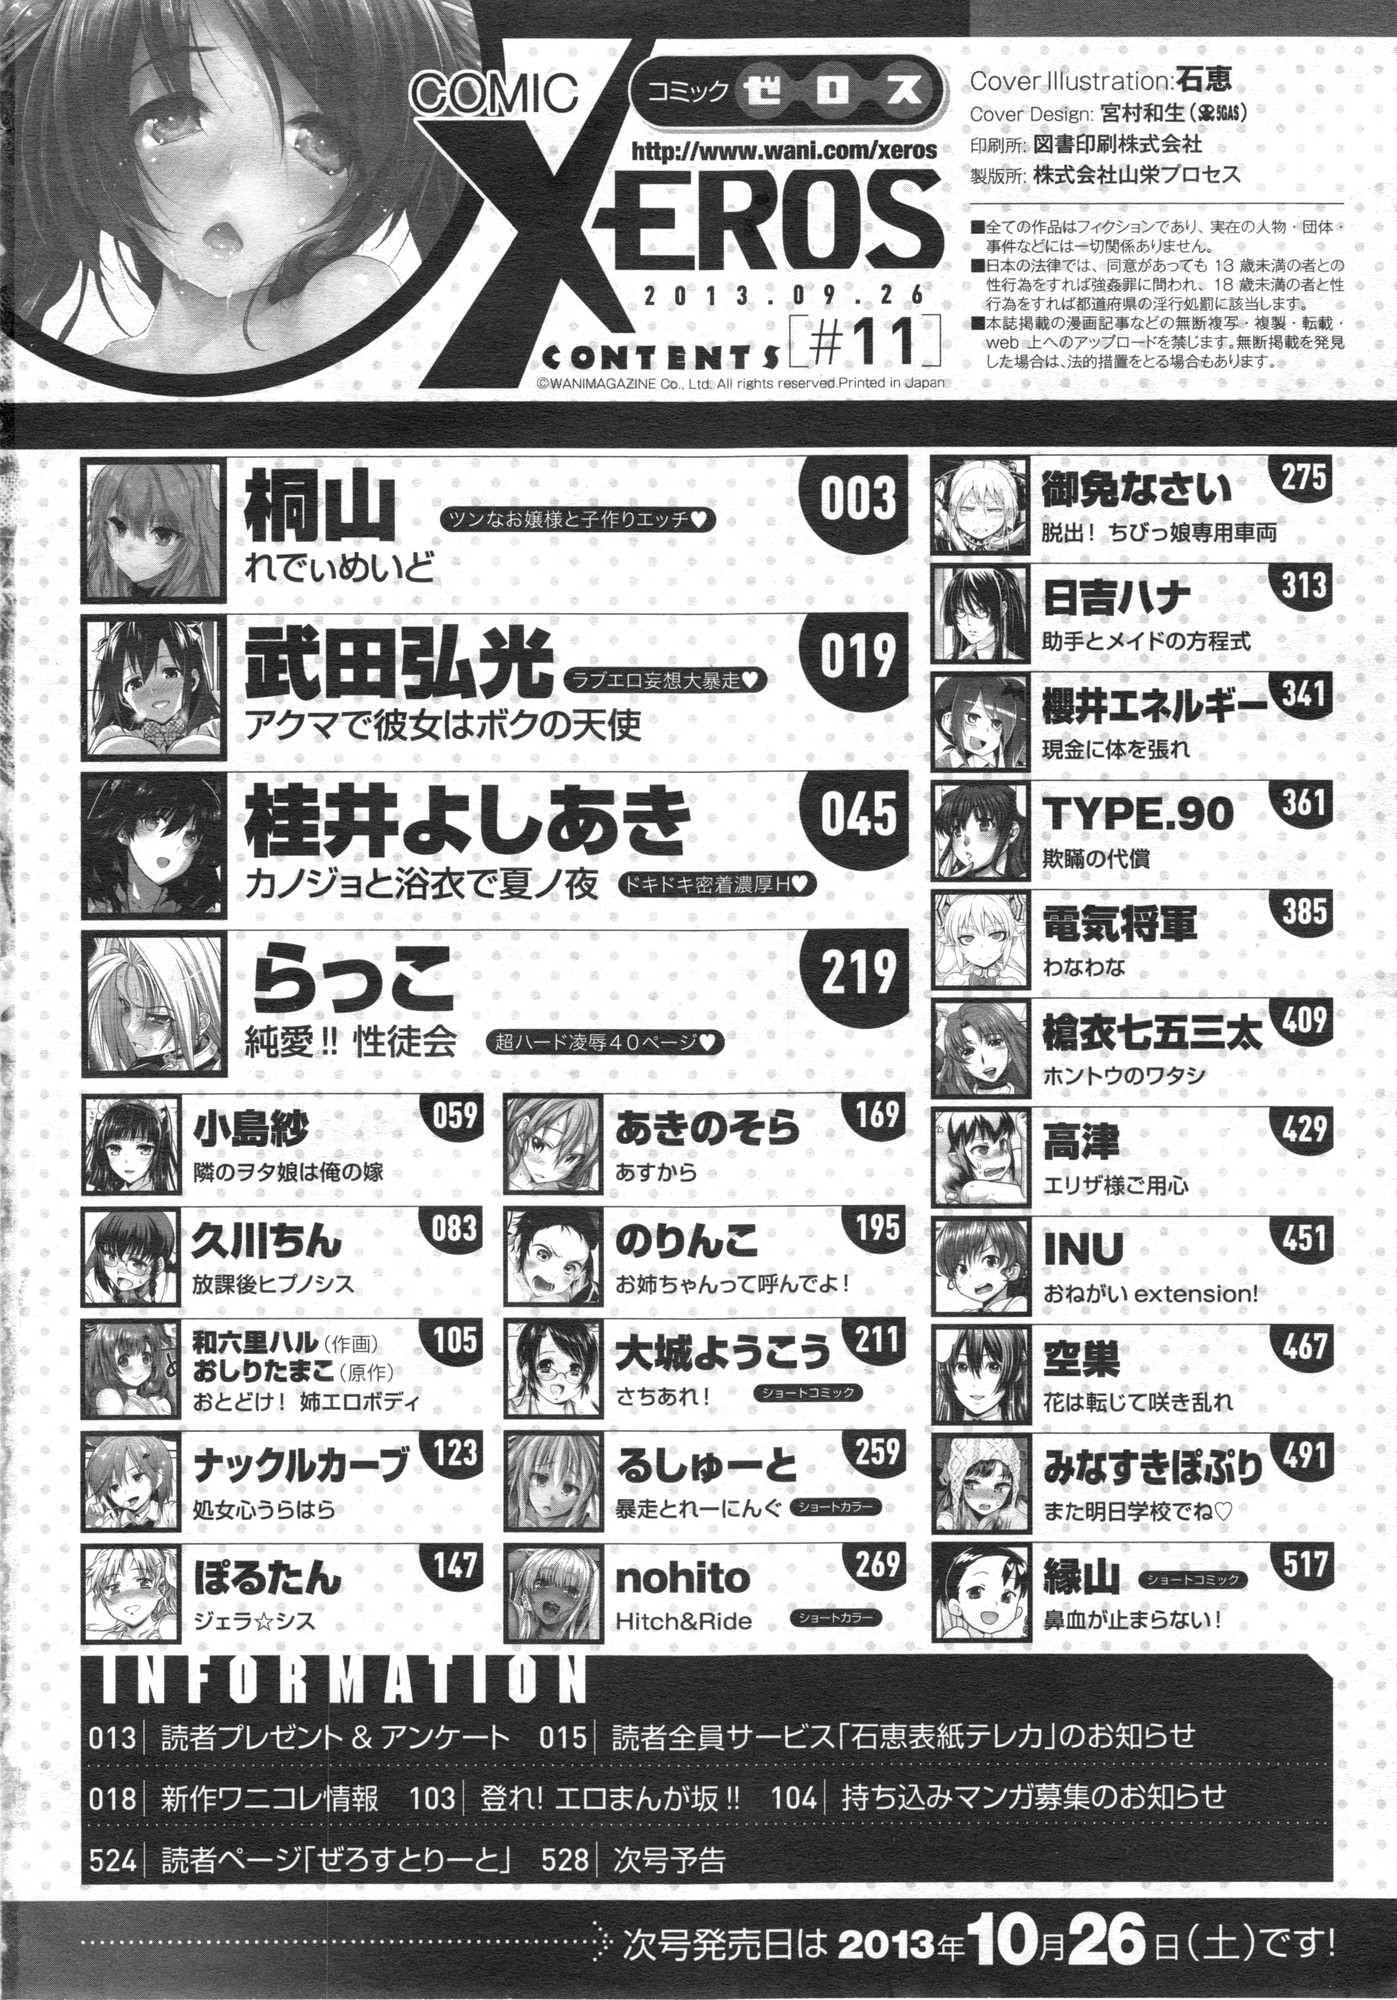 COMIC
XEROS
コミック ゼロス
http://www.wani.com/xeros
2013.09.26
CONTENTS [#11]
©WANIMAGAZINE Co., Ltd. All rights reserved.Printed in Japan
Cover Illustration:石恵
Cover Design: 宮村和生(5GAS)
印刷所: 図書印刷株式会社
製版所: 株式会社山栄プロセス
■全ての作品はフィクションであり、実在の人物・団体・
事件などには一切関係ありません。
■日本の法律では、同意があっても 13 歳未満の者との
性行為をすれば強姦罪に問われ、18 歳未満の者と性
行為をすれば都道府県の淫行処罰に該当します。
■本誌掲載の漫画記事などの無断複写・複製・転載・
web 上へのアップロードを禁じます。無断掲載を発見
した場合は、法的措置をとる場合もあります。
桐山 ツンなお嬢様と子作りエッチ♥ 003
れでぃめいど
武田弘光 ラブエロ妄想大暴走♥ 019
アクマで彼女はボクの天使
桂井よしあき 045
カノジョと浴衣で夏ノ夜 ドキドキ密着濃厚H♥
らっこ 219
純愛!! 性徒会 超ハード凌辱40ページ♥
小島紗 059
隣のヲタ娘は俺の嫁
久川ちん 083
放課後ヒプノシス
和六里ハル(作画) 105
おしりたまこ(原作)
おとどけ! 姉エロボディ
ナックルカーブ 123
処女心うらはら
ぽるたん 147
ジェラ☆シス
あきのそら 169
あすから
のりんこ 195
お姉ちゃんって呼んでよ!
大城ようこう 211
さちあれ! ショートコミック
るしゅーと 259
暴走とれーにんぐ ショートカラー
nohito 269
Hitch&Ride ショートカラー
御免なさい 275
脱出! ちびっ娘専用車両
日吉ハナ 313
助手とメイドの方程式
櫻井エネルギー 341
現金に体を張れ
TYPE.90 361
欺瞞の代償
電気将軍 385
わなわな
槍衣七五三太 409
ホントウのワタシ
高津 429
エリザ様ご用心
INU 451
おねがい extension!
空巣 467
花は転じて咲き乱れ
みなすきぽぷり 491
また明日学校でね♡
縁山 ショートコミック 517
鼻血が止まらない!
INFORMATION
013 読者プレゼント & アンケート 015 読者全員サービス「石恵表紙テレカ」のお知らせ
018 新作ワニコレ情報 103 登れ! エロまんが坂!! 104 持ち込みマンガ募集のお知らせ
524 読者ページ「ぜろすとりーと」 528 次号予告
次号発売日は 2013年10月26日(土)です!